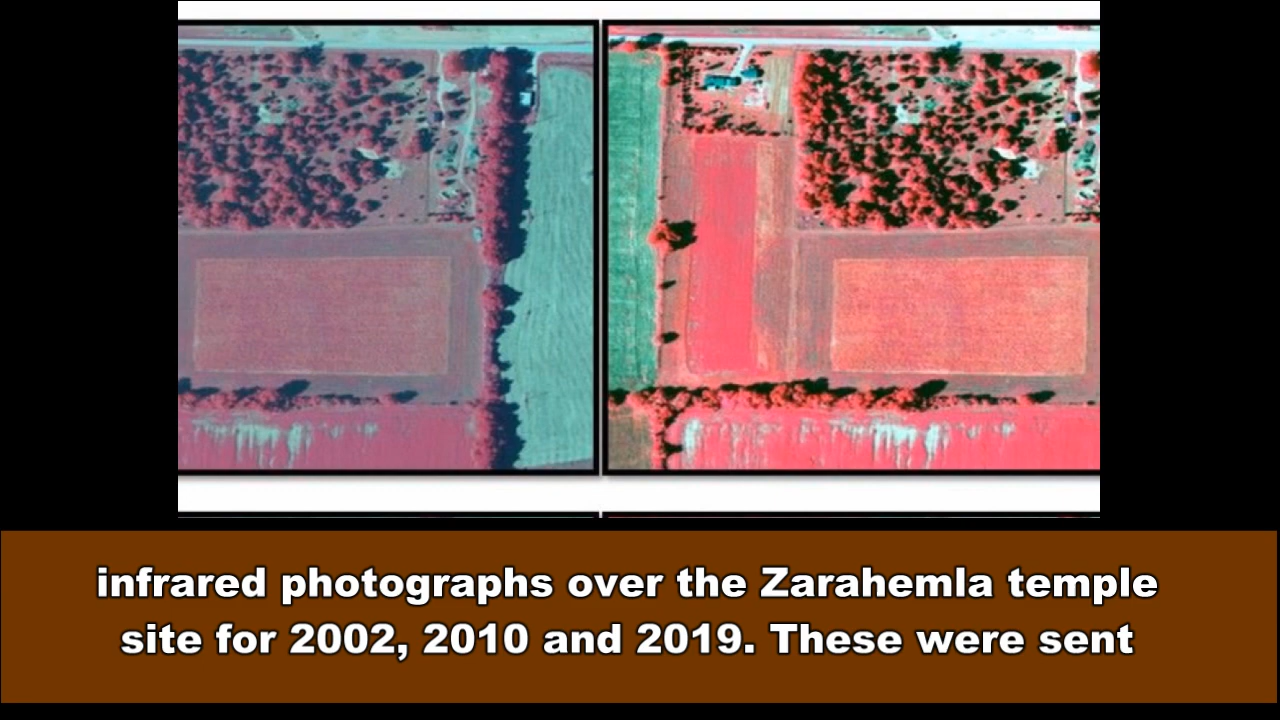 infrared photographs over the Zarahemla temple
site for 2002, 2010 and 2019. These were sent